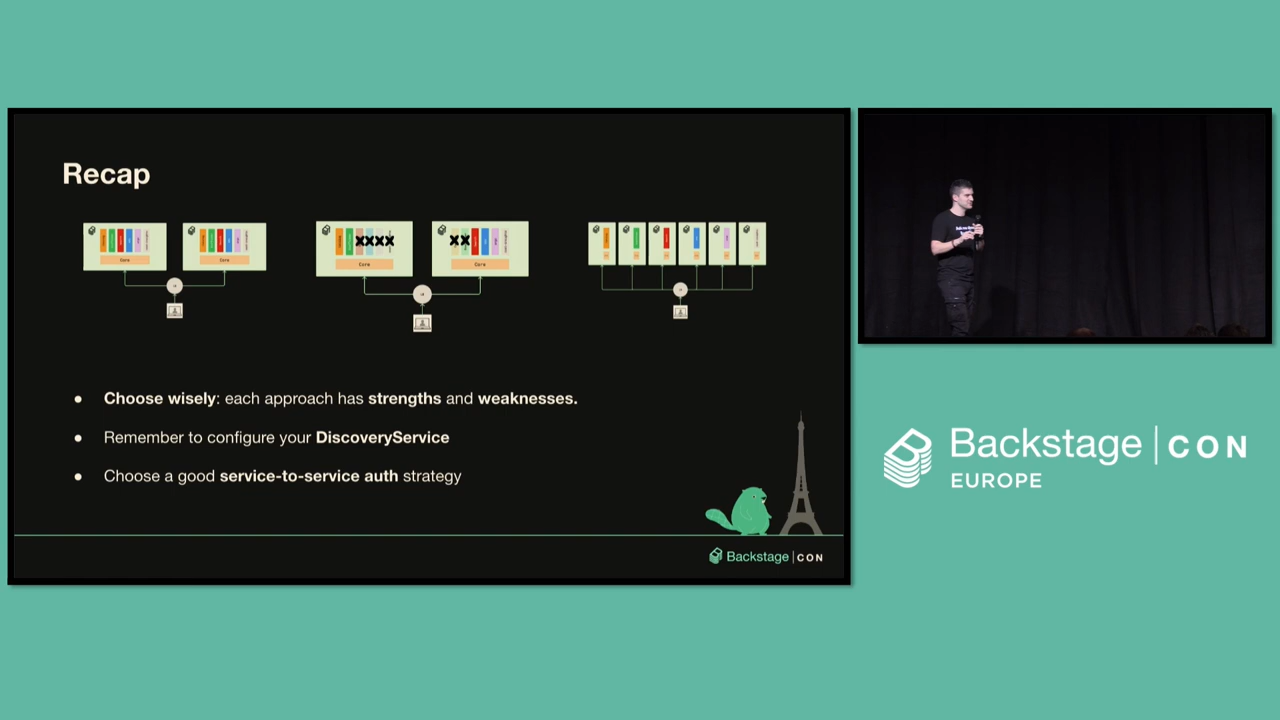 Recap
Core
Core
Core
Core
Choose wisely: each approach has strengths and weaknesses.
Remember to configure your DiscoveryService
Choose a good service-to-service auth strategy
Backstage | CON
Backstage | CON
EUROPE